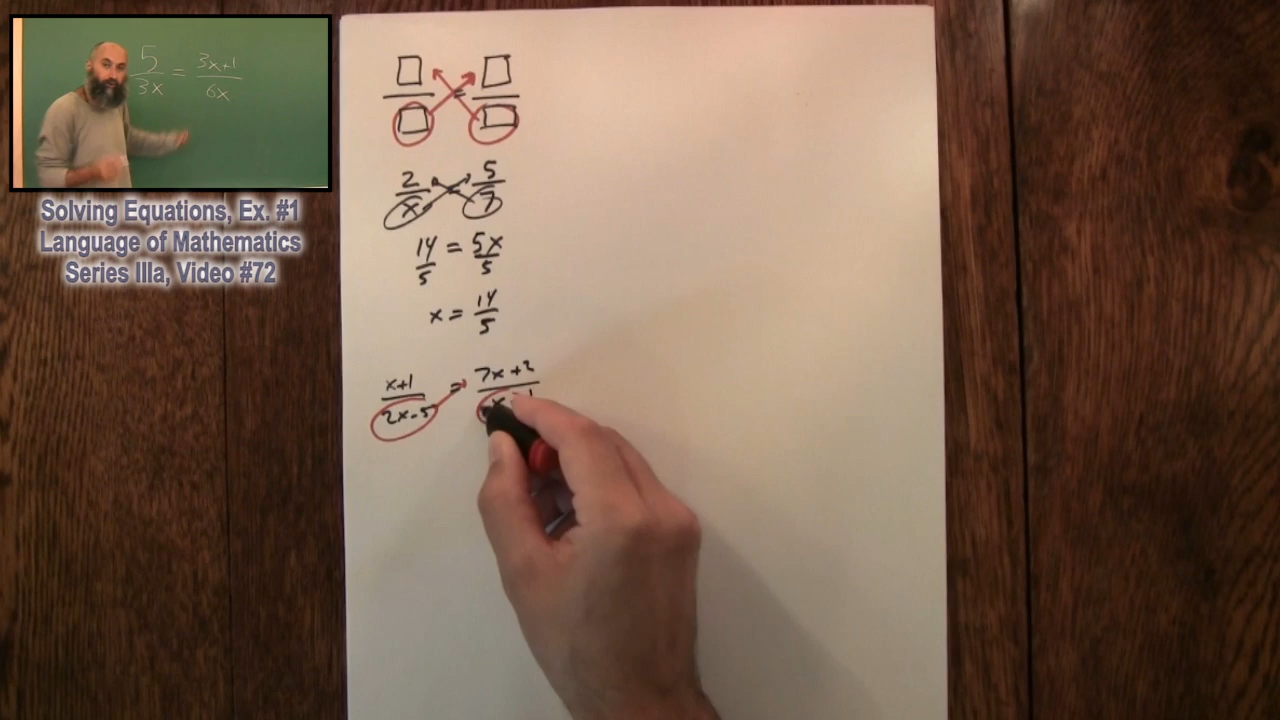 5/3x = 3x+1/6x
Solving Equations, Ex. #1
Language of Mathematics
Series IIIa, Video #72
□/□ = □/□
2/x 5/7
14/5 = 5x/5
x = 14/5
x+1/2x-5 = 7x+2